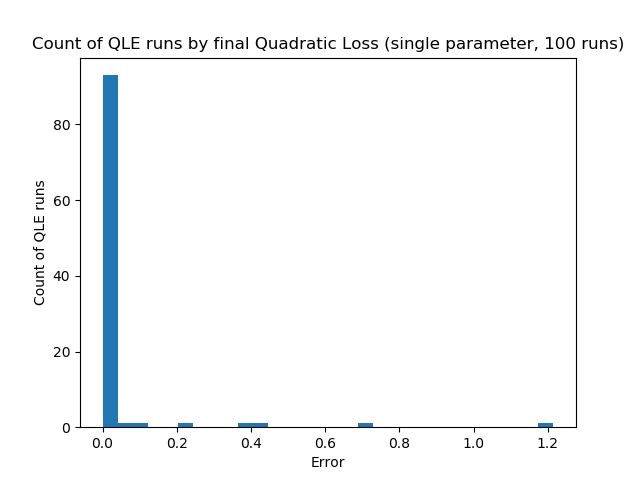 Count of QLE runs by final Quadratic Loss (single parameter, 100 runs)
Count of QLE runs
80
60
40
20
0
0.0 0.2 0.4 0.6 0.8 1.0 1.2
Error